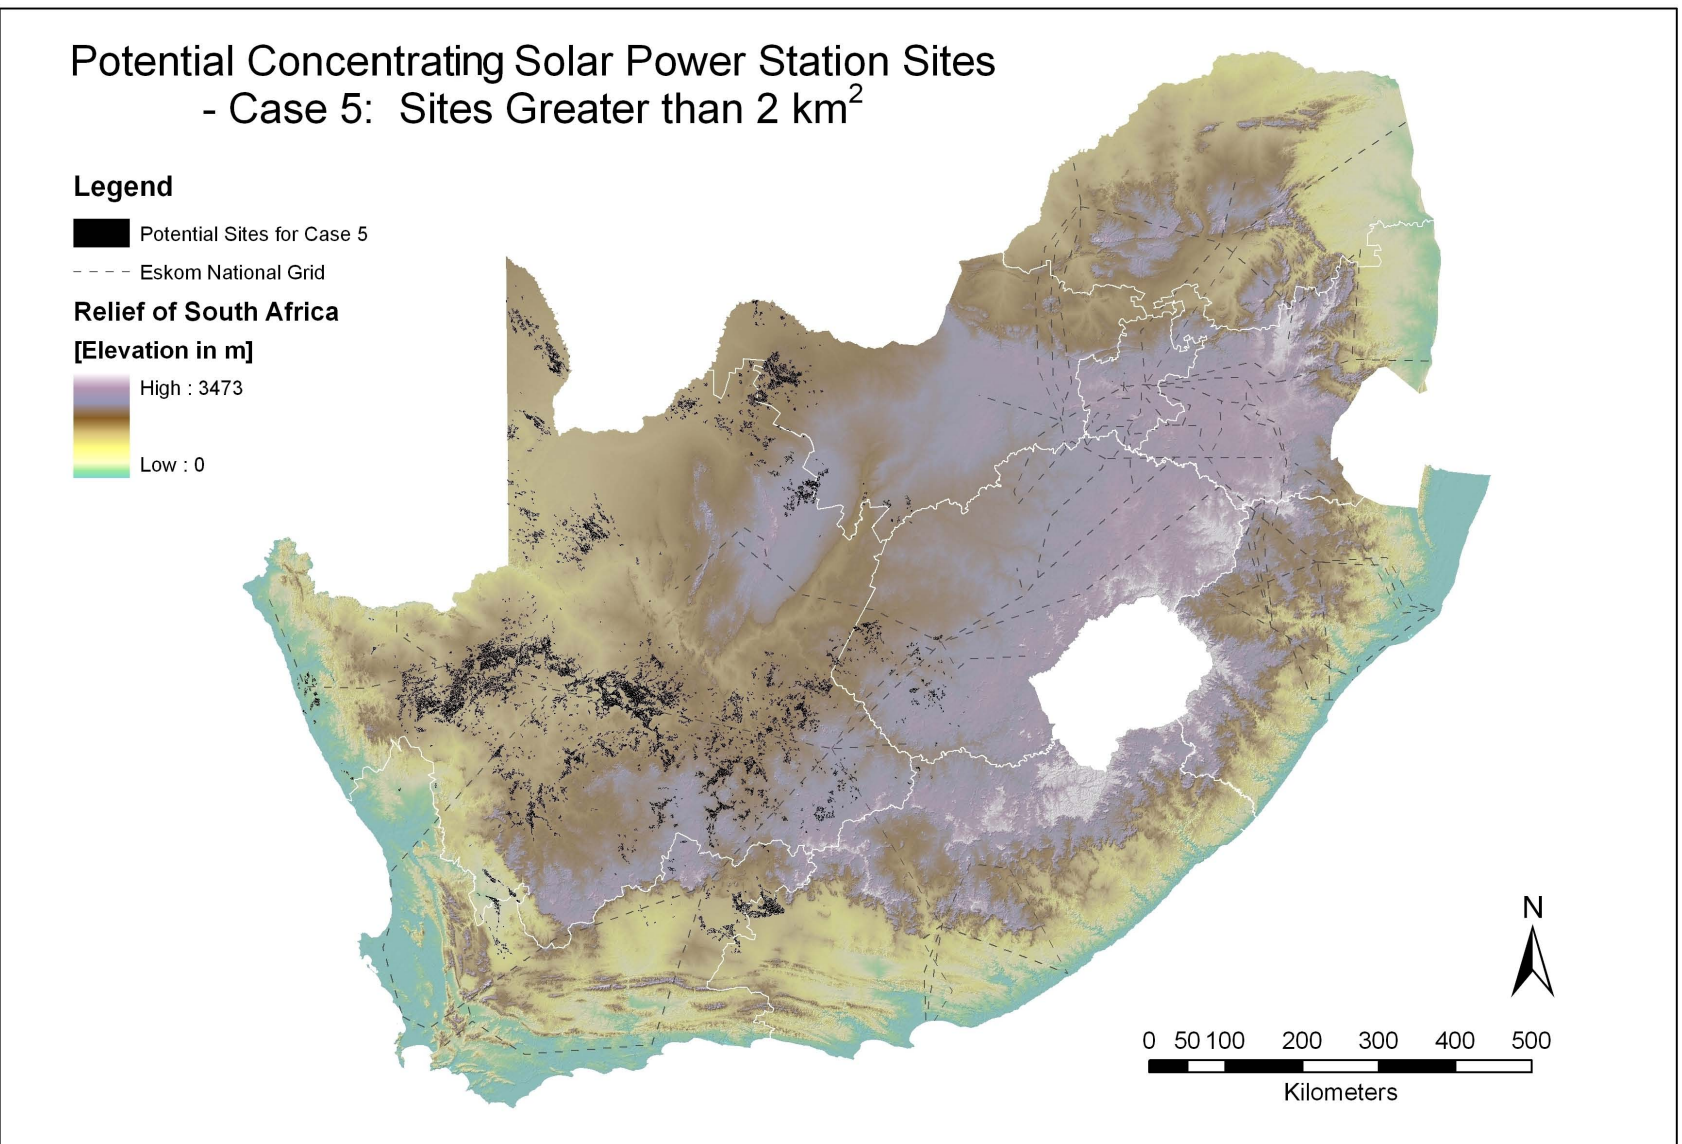 Potential Concentrating Solar Power Station Sites
- Case 5: Sites Greater than 2 km²
Legend
Potential Sites for Case 5
Eskom National Grid
Relief of South Africa
[Elevation in m]
High : 3473
Low : 0
N
0 50 100 200 300 400 500
Kilometers